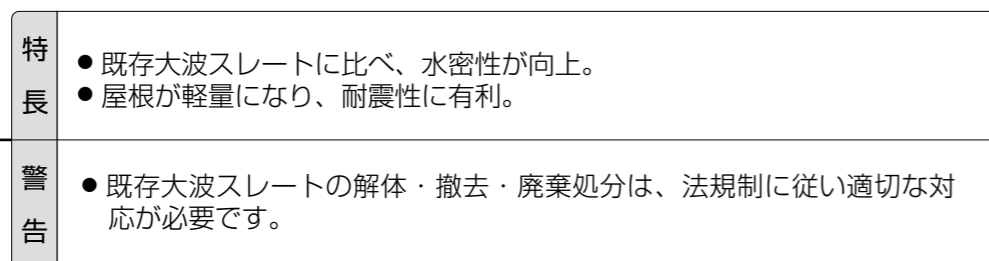 特長
● 既存大波スレートに比べ、水密性が向上。
● 屋根が軽量になり、耐震性に有利。
警告
● 既存大波スレートの解体・撤去・廃棄処分は、法規制に従い適切な対
応が必要です。